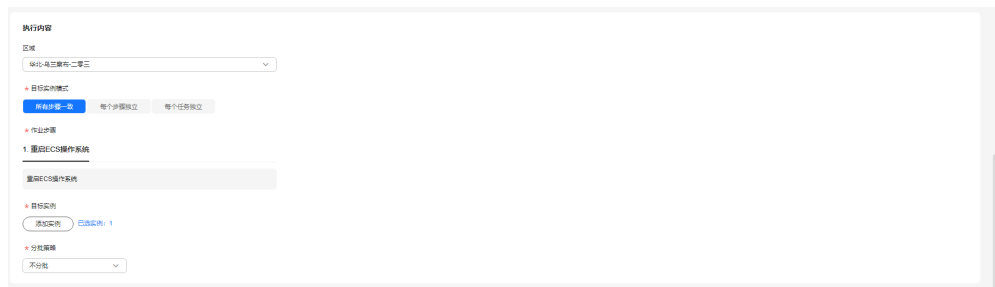 执行内容
区域
华北-乌兰察布-二零三
* 目标实例模式
所有步骤一致 每个步骤独立 每个任务独立
* 作业步骤
1. 重启ECS操作系统
重启ECS操作系统
* 目标实例
添加实例 已选实例：1
* 分批策略
不分批